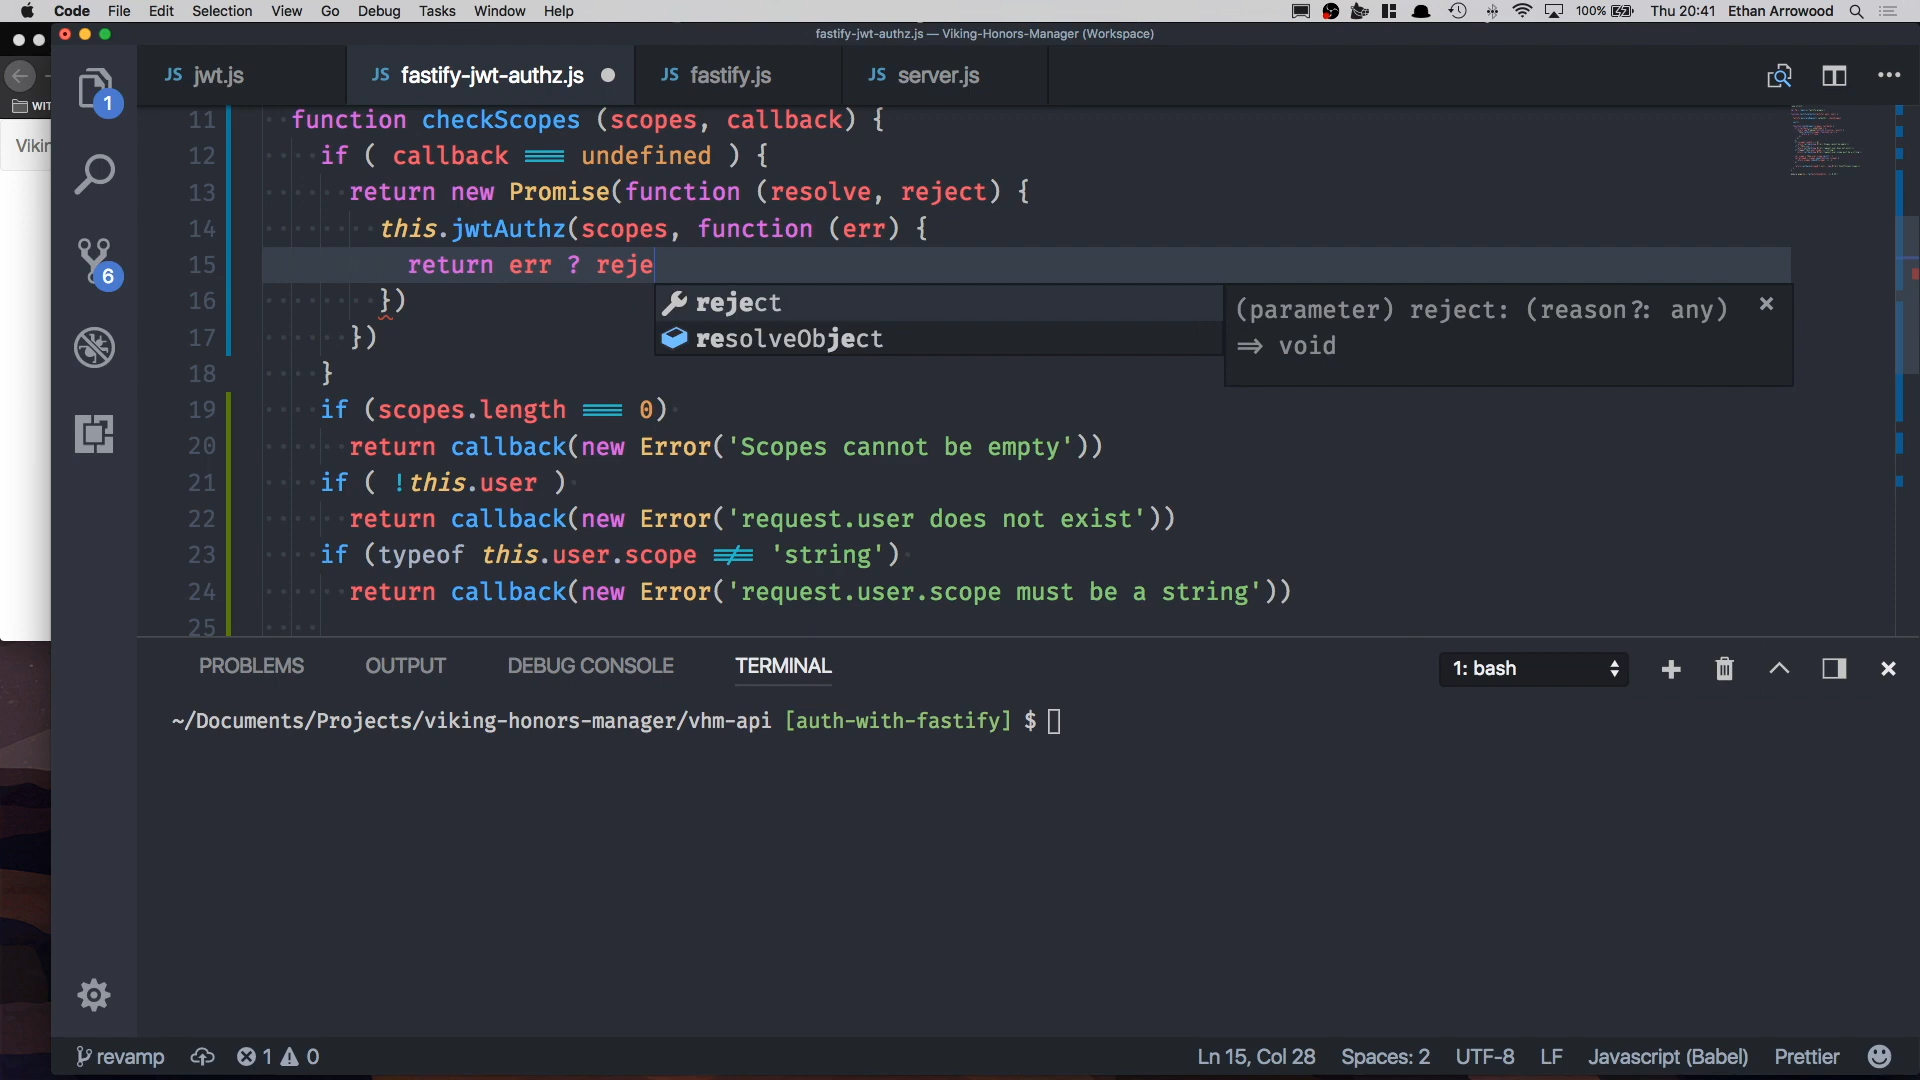 Code File Edit Selection View Go Debug Tasks Window Help 100% Thu 20:41 Ethan Arrowood
fastify-jwt-authz.js — Viking-Honors-Manager (Workspace)
JS jwt.js JS fastify-jwt-authz.js JS fastify.js JS server.js
WIT
Vikin
1
6
11 function checkScopes (scopes, callback) {
12 if ( callback === undefined ) {
13 return new Promise(function (resolve, reject) {
14 this.jwtAuthz(scopes, function (err) {
15 return err ? reje
16 })
17 })
18 }
19 if (scopes.length === 0)
20 return callback(new Error('Scopes cannot be empty'))
21 if ( !this.user )
22 return callback(new Error('request.user does not exist'))
23 if (typeof this.user.scope !== 'string')
24 return callback(new Error('request.user.scope must be a string'))
25
reject
resolveObject
(parameter) reject: (reason?: any)
=> void
PROBLEMS OUTPUT DEBUG CONSOLE TERMINAL 1: bash
~/Documents/Projects/viking-honors-manager/vhm-api [auth-with-fastify] $
revamp 1 0 Ln 15, Col 28 Spaces: 2 UTF-8 LF Javascript (Babel) Prettier